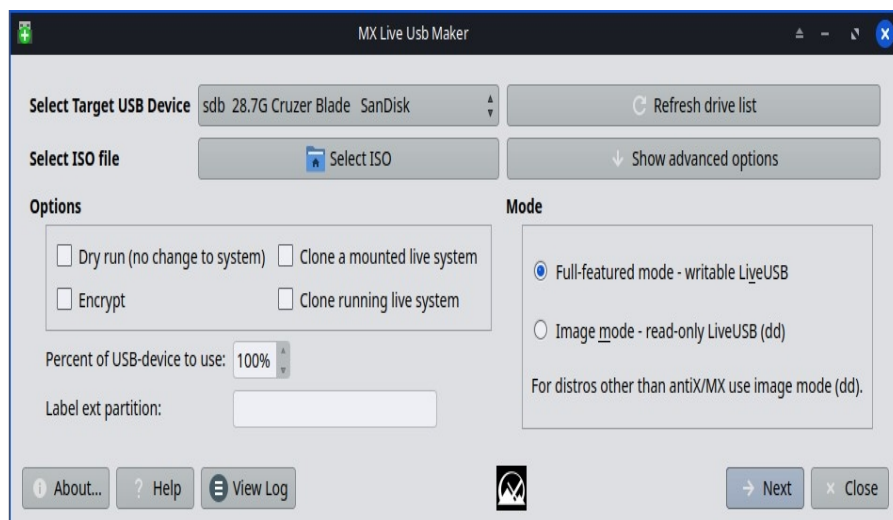 MX Live Usb Maker
Select Target USB Device sdb 28.7G Cruzer Blade SanDisk Refresh drive list
Select ISO file Select ISO Show advanced options
Options
Dry run (no change to system) Clone a mounted live system
Encrypt Clone running live system
Percent of USB-device to use: 100%
Label ext partition:
Mode
Full-featured mode - writable LiveUSB
Image mode - read-only LiveUSB (dd)
For distros other than antiX/MX use image mode (dd).
About... ? Help View Log Next Close